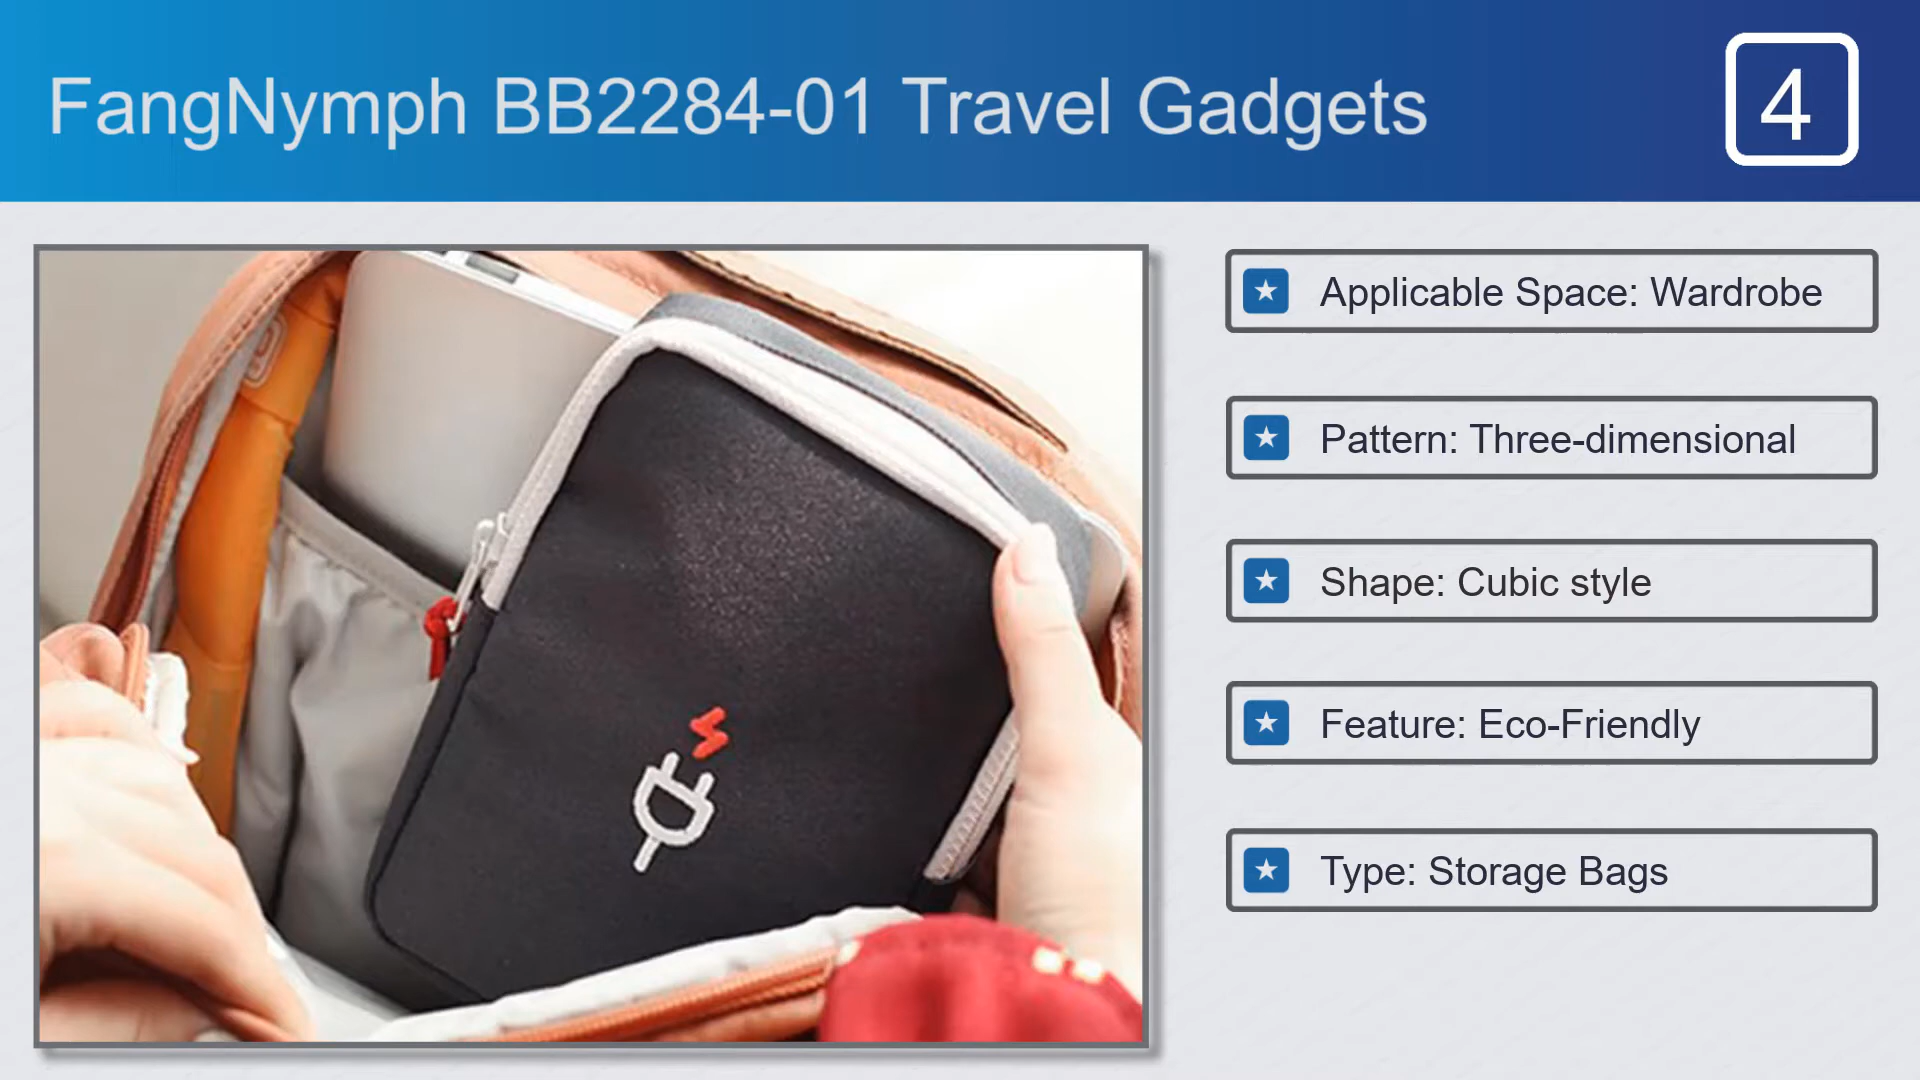 FangNymph BB2284-01 Travel Gadgets
4
Applicable Space: Wardrobe
Pattern: Three-dimensional
Shape: Cubic style
Feature: Eco-Friendly
Type: Storage Bags